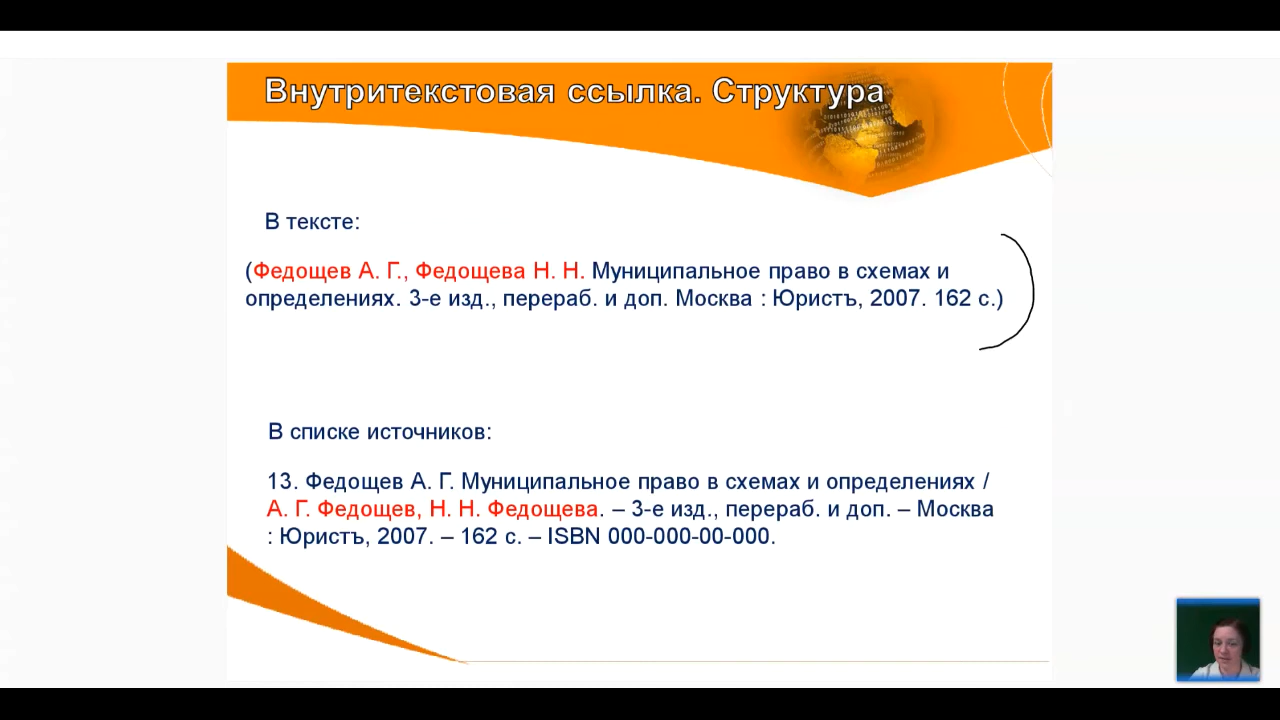 Внутритекстовая ссылка. Структура
В тексте:
(Федощев А. Г., Федощева Н. Н. Муниципальное право в схемах и
определениях. 3-е изд., перераб. и доп. Москва : Юристъ, 2007. 162 с.)
В списке источников:
13. Федощев А. Г. Муниципальное право в схемах и определениях /
А. Г. Федощев, Н. Н. Федощева. – 3-е изд., перераб. и доп. – Москва
: Юристъ, 2007. – 162 с. – ISBN 000-000-00-000.